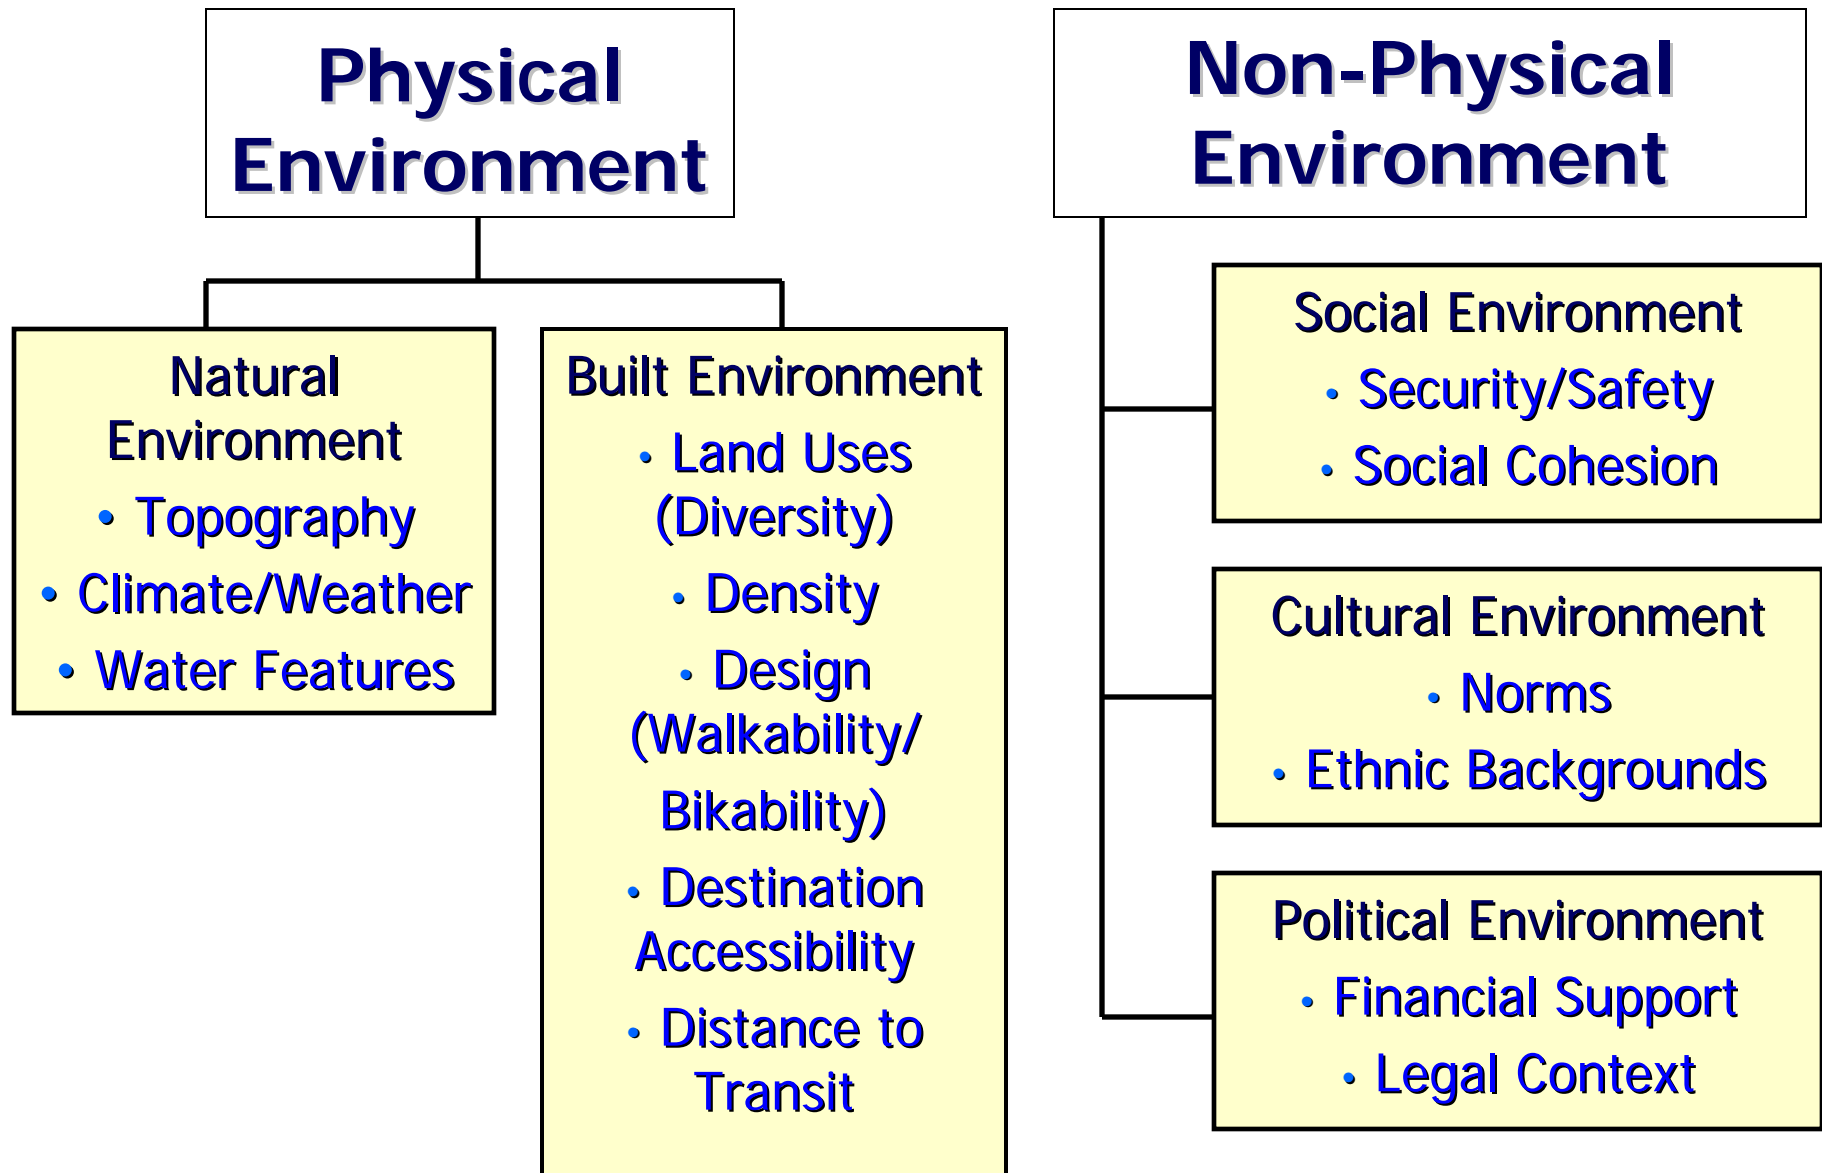 Physical
Environment
Natural
Environment
• Topography
• Climate/Weather
• Water Features
Built Environment
• Land Uses
(Diversity)
• Density
• Design
(Walkability/
Bikability)
• Destination
Accessibility
• Distance to
Transit
Non-Physical
Environment
Social Environment
• Security/Safety
• Social Cohesion
Cultural Environment
• Norms
• Ethnic Backgrounds
Political Environment
• Financial Support
• Legal Context